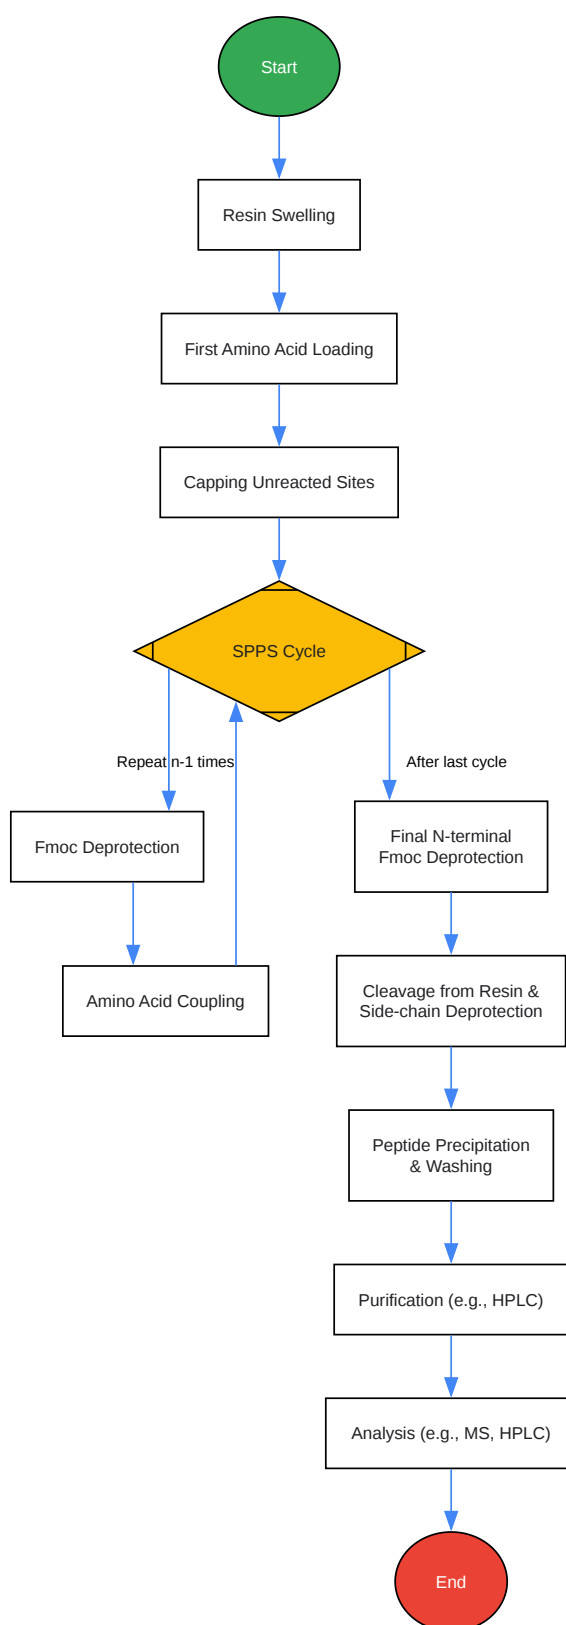 Start
Resin Swelling
First Amino Acid Loading
Capping Unreacted Sites
SPPS Cycle
Repeat n-1 times
After last cycle
Fmoc Deprotection
Final N-terminal
Fmoc Deprotection
Amino Acid Coupling
Cleavage from Resin &
Side-chain Deprotection
Peptide Precipitation
& Washing
Purification (e.g., HPLC)
Analysis (e.g., MS, HPLC)
End